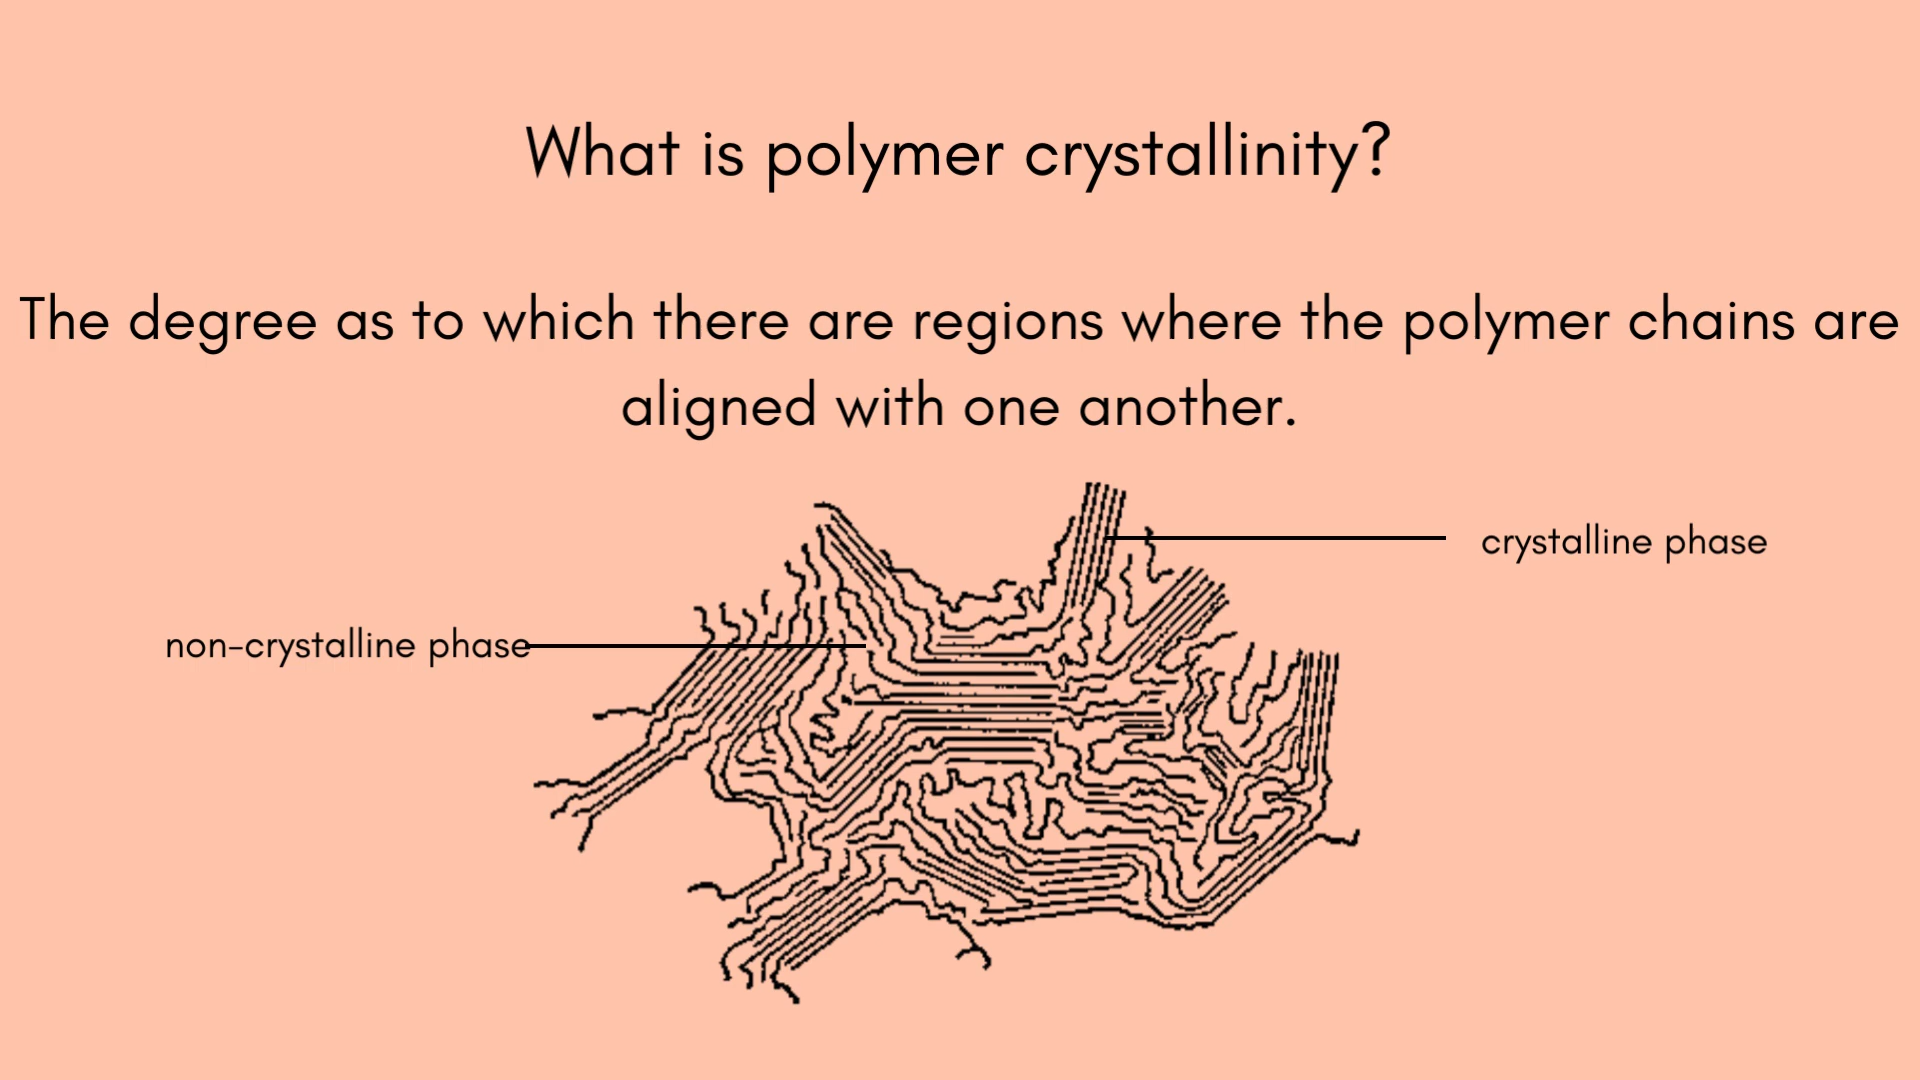 What is polymer crystallinity?
The degree as to which there are regions where the polymer chains are
aligned with one another.
crystalline phase
non-crystalline phase